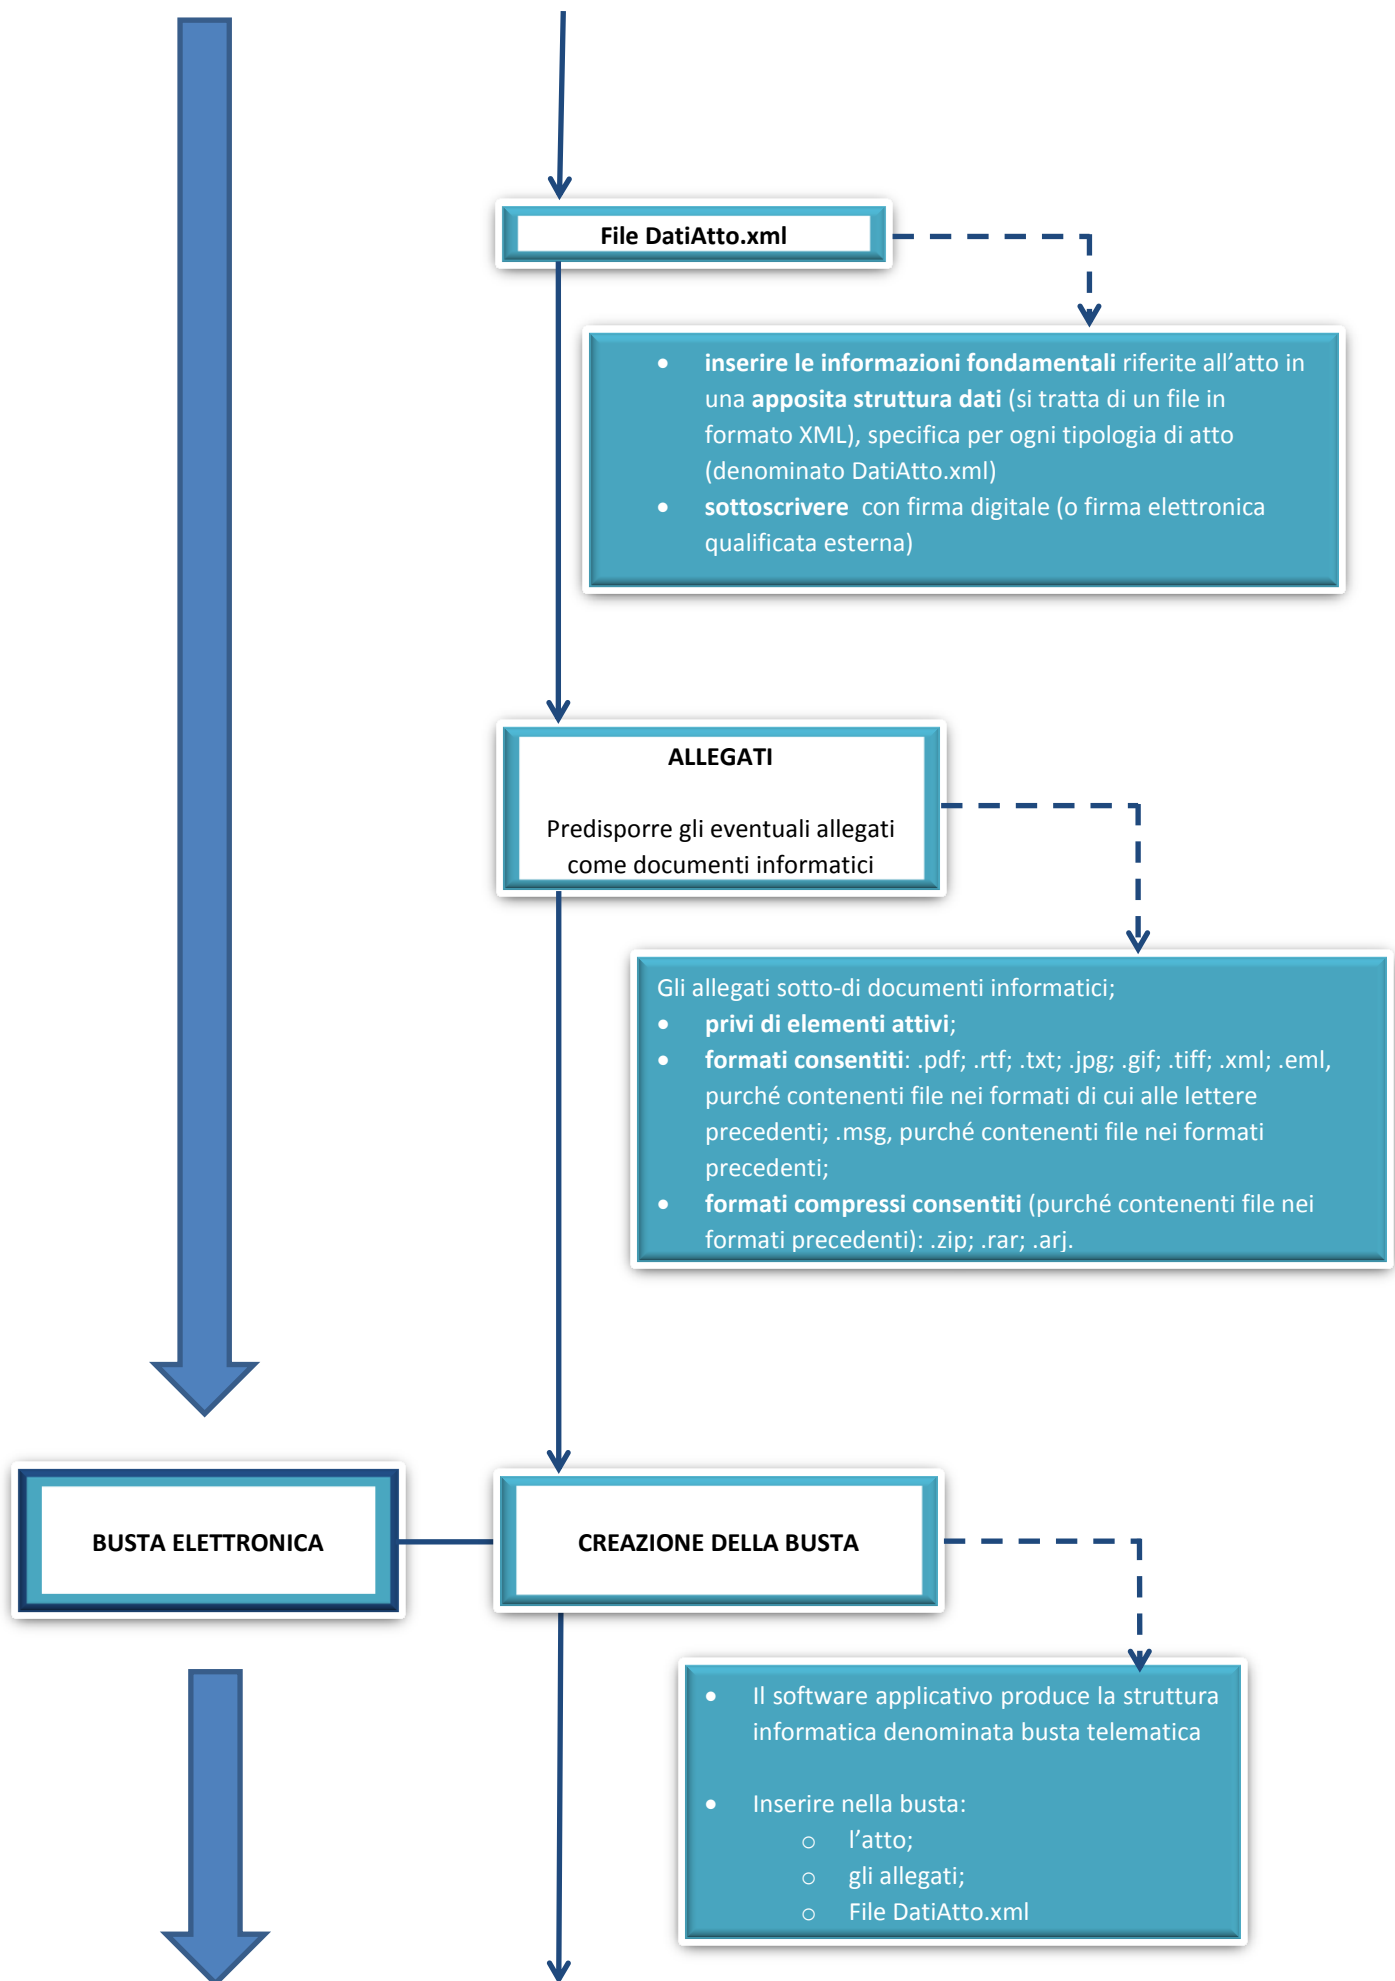 File DatiAtto.xml
• inserire le informazioni fondamentali riferite all’atto in
una apposita struttura dati (si tratta di un file in
formato XML), specifica per ogni tipologia di atto
(denominato DatiAtto.xml)
• sottoscrivere con firma digitale (o firma elettronica
qualificata esterna)
ALLEGATI
Predisporre gli eventuali allegati
come documenti informatici
Gli allegati sotto-di documenti informatici;
• privi di elementi attivi;
• formati consentiti: .pdf; .rtf; .txt; .jpg; .gif; .tiff; .xml; .eml,
purché contenenti file nei formati di cui alle lettere
precedenti; .msg, purché contenenti file nei formati
precedenti;
• formati compressi consentiti (purché contenenti file nei
formati precedenti): .zip; .rar; .arj.
BUSTA ELETTRONICA
CREAZIONE DELLA BUSTA
• Il software applicativo produce la struttura
informatica denominata busta telematica
• Inserire nella busta:
o l’atto;
o gli allegati;
o File DatiAtto.xml